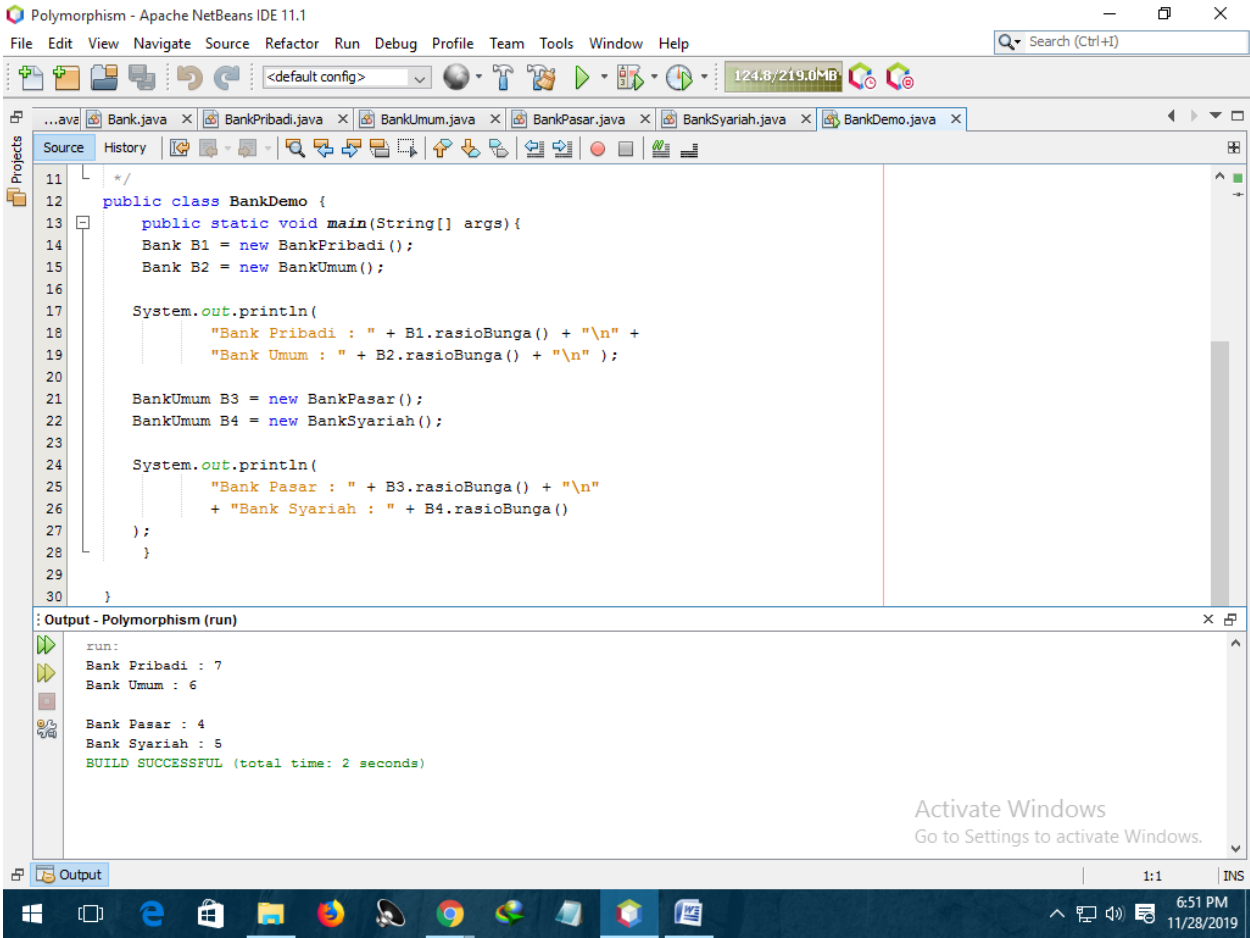 Polymorphism - Apache NetBeans IDE 11.1
File Edit View Navigate Source Refactor Run Debug Profile Team Tools Window Help
Search (Ctrl+I)
<default config>
124.8/219.0MB
...ava Bank.java BankPribadi.java BankUmum.java BankPasar.java BankSyariah.java BankDemo.java
Projects
Source History
11 */
12 public class BankDemo {
13 public static void main(String[] args){
14 Bank B1 = new BankPribadi();
15 Bank B2 = new BankUmum();
16
17 System.out.println(
18 "Bank Pribadi : " + B1.rasioBunga() + "\n" +
19 "Bank Umum : " + B2.rasioBunga() + "\n" );
20
21 BankUmum B3 = new BankPasar();
22 BankUmum B4 = new BankSyariah();
23
24 System.out.println(
25 "Bank Pasar : " + B3.rasioBunga() + "\n"
26 + "Bank Syariah : " + B4.rasioBunga()
27 );
28 }
29
30 }
Output - Polymorphism (run)
run:
Bank Pribadi : 7
Bank Umum : 6
Bank Pasar : 4
Bank Syariah : 5
BUILD SUCCESSFUL (total time: 2 seconds)
Activate Windows
Go to Settings to activate Windows.
Output
1:1 INS
6:51 PM
11/28/2019